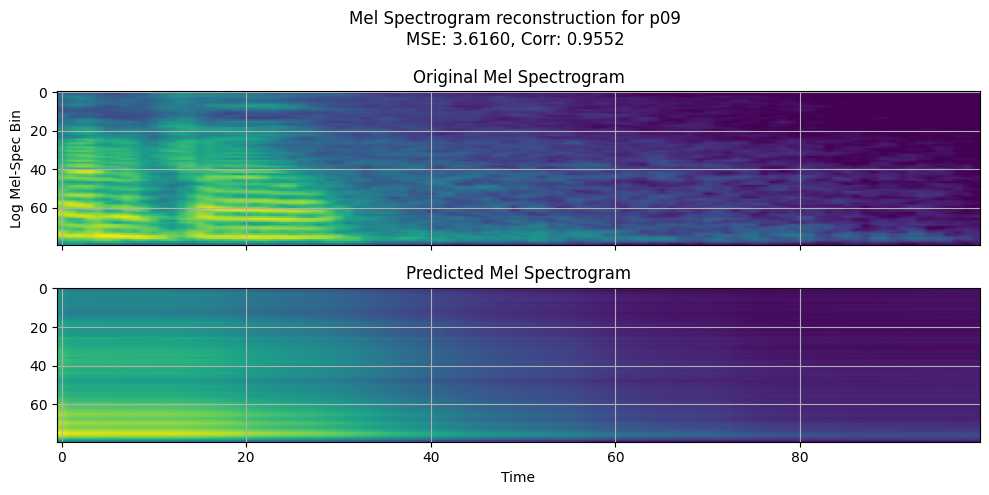 Mel Spectrogram reconstruction for p09
MSE: 3.6160, Corr: 0.9552
Original Mel Spectrogram
Log Mel-Spec Bin
0
20
40
60
Predicted Mel Spectrogram
0
20
40
60
0 20 40 60 80
Time